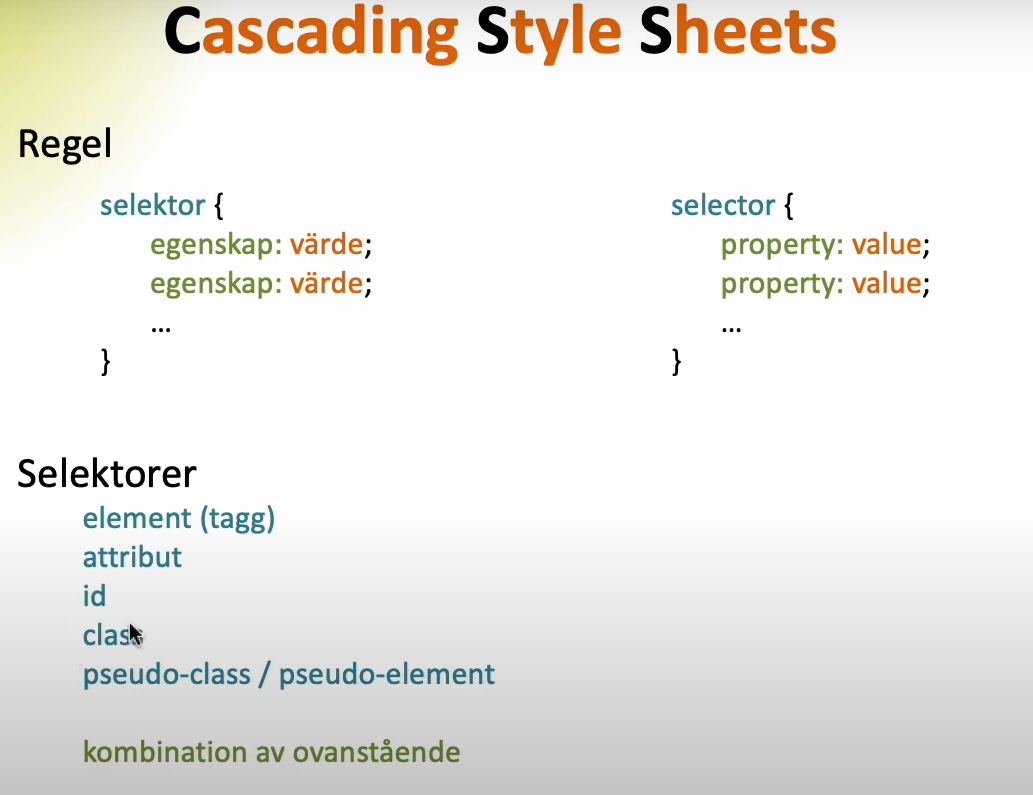 Cascading Style Sheets
Regel
selektor {
egenskap: värde;
egenskap: värde;
...
}
selector {
property: value;
property: value;
...
}
Selektorer
element (tagg)
attribut
id
class
pseudo-class / pseudo-element
kombination av ovanstående